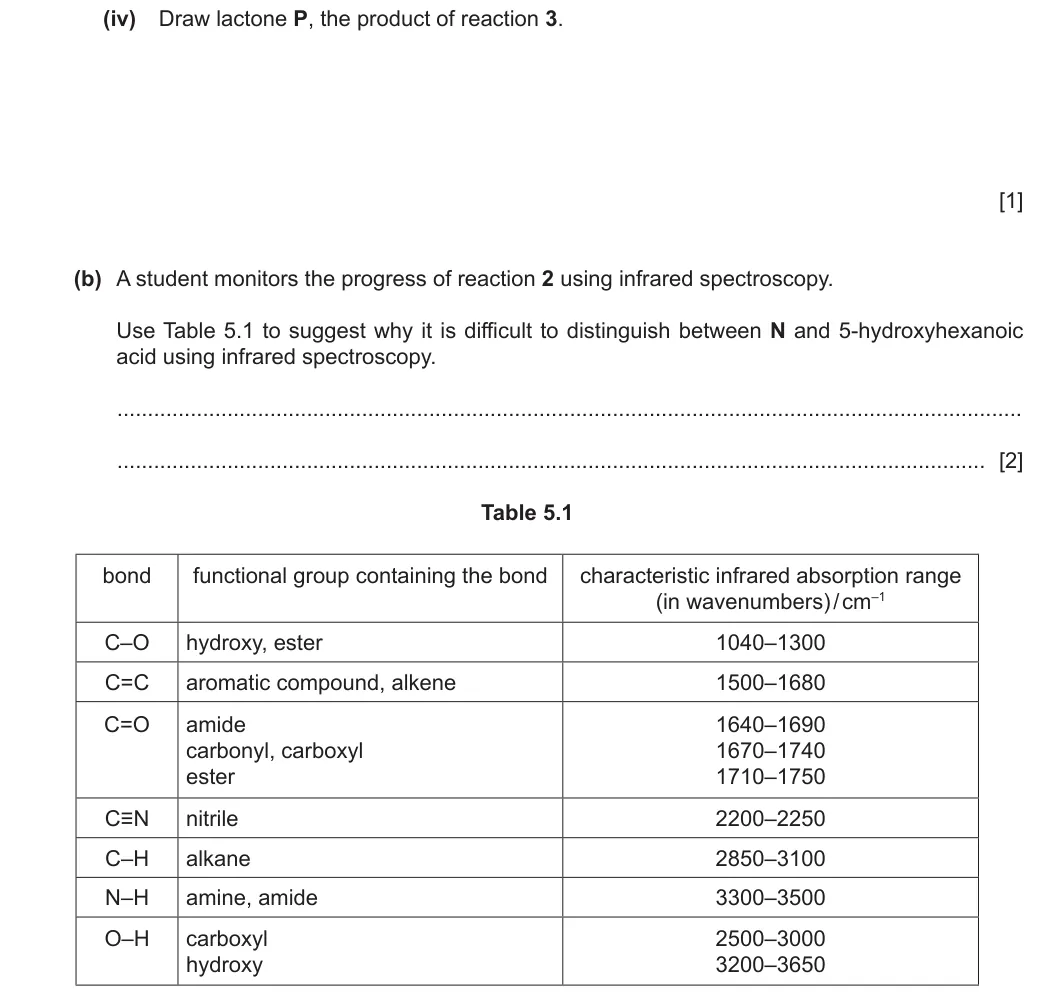 (iv) Draw lactone P, the product of reaction 3.
[1]
(b) A student monitors the progress of reaction 2 using infrared spectroscopy.
Use Table 5.1 to suggest why it is difficult to distinguish between N and 5-hydroxyhexanoic
acid using infrared spectroscopy.
...................................................................................................................................................
............................................................................................................................................. [2]
Table 5.1
bond functional group containing the bond characteristic infrared absorption range
(in wavenumbers)/cm⁻¹
C–O hydroxy, ester 1040–1300
C=C aromatic compound, alkene 1500–1680
C=O amide 1640–1690
carbonyl, carboxyl 1670–1740
ester 1710–1750
C≡N nitrile 2200–2250
C–H alkane 2850–3100
N–H amine, amide 3300–3500
O–H carboxyl 2500–3000
hydroxy 3200–3650